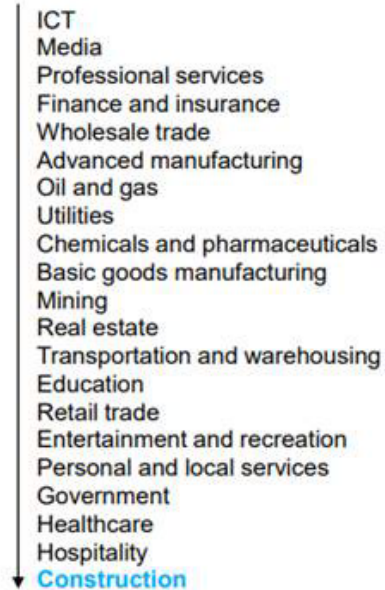 ICT
Media
Professional services
Finance and insurance
Wholesale trade
Advanced manufacturing
Oil and gas
Utilities
Chemicals and pharmaceuticals
Basic goods manufacturing
Mining
Real estate
Transportation and warehousing
Education
Retail trade
Entertainment and recreation
Personal and local services
Government
Healthcare
Hospitality
Construction